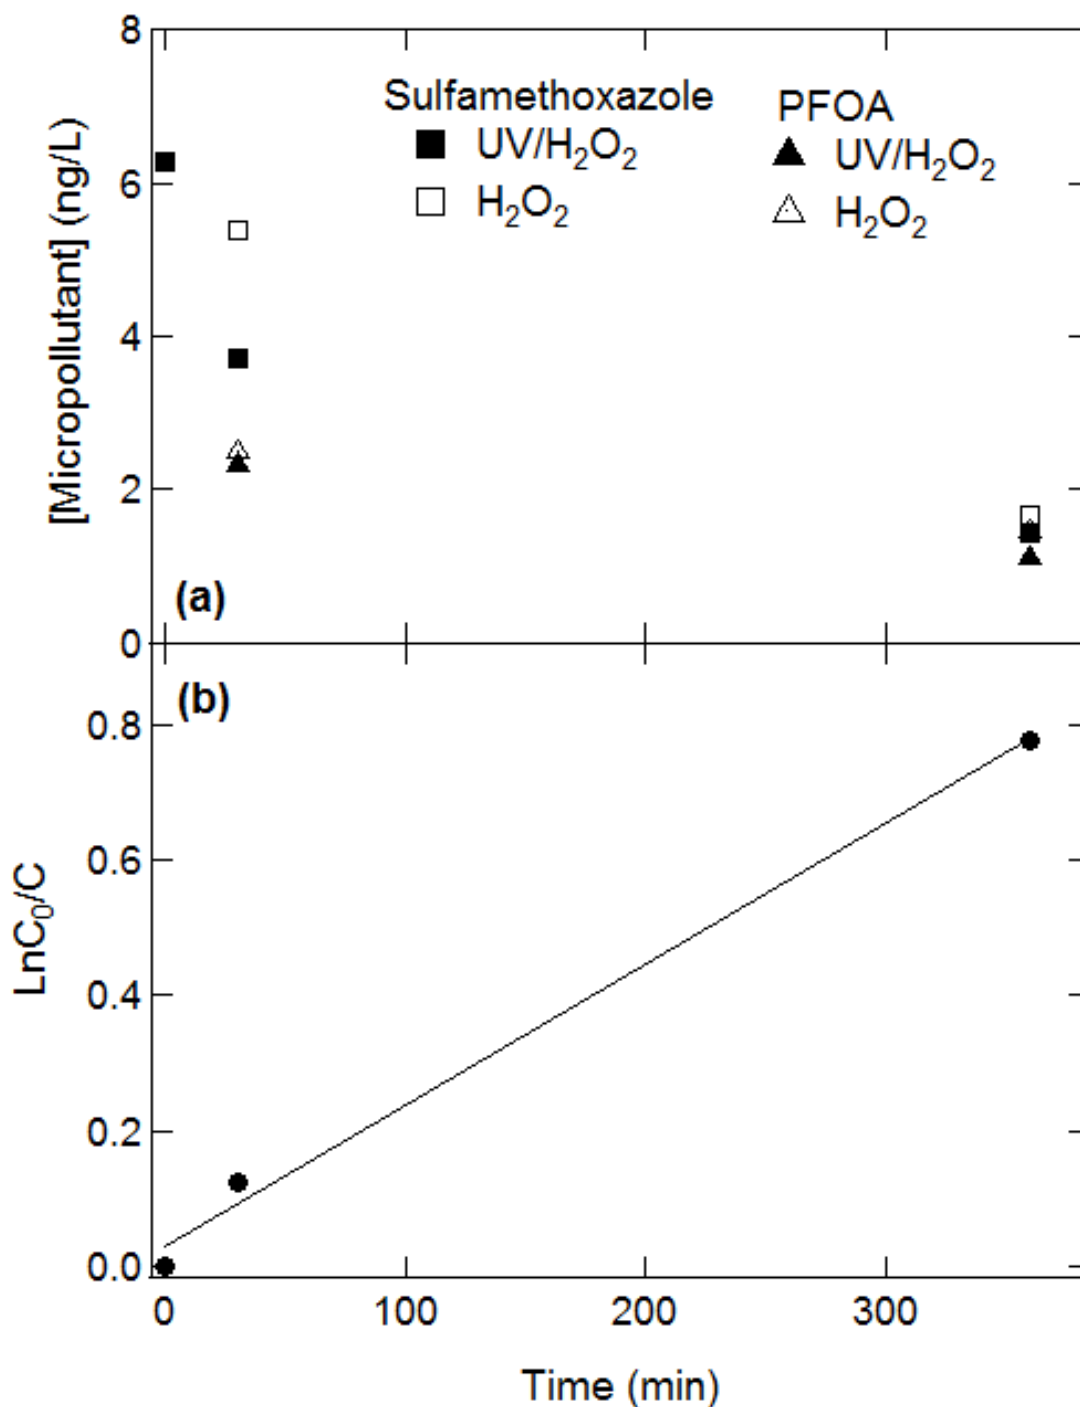 8
Sulfamethoxazole
PFOA
UV/H₂O₂
UV/H₂O₂
H₂O₂
H₂O₂
6
4
2
0
[Micropollutant] (ng/L)
(a)
(b)
0.8
0.6
0.4
0.2
0.0
LnC₀/C
0 100 200 300
Time (min)